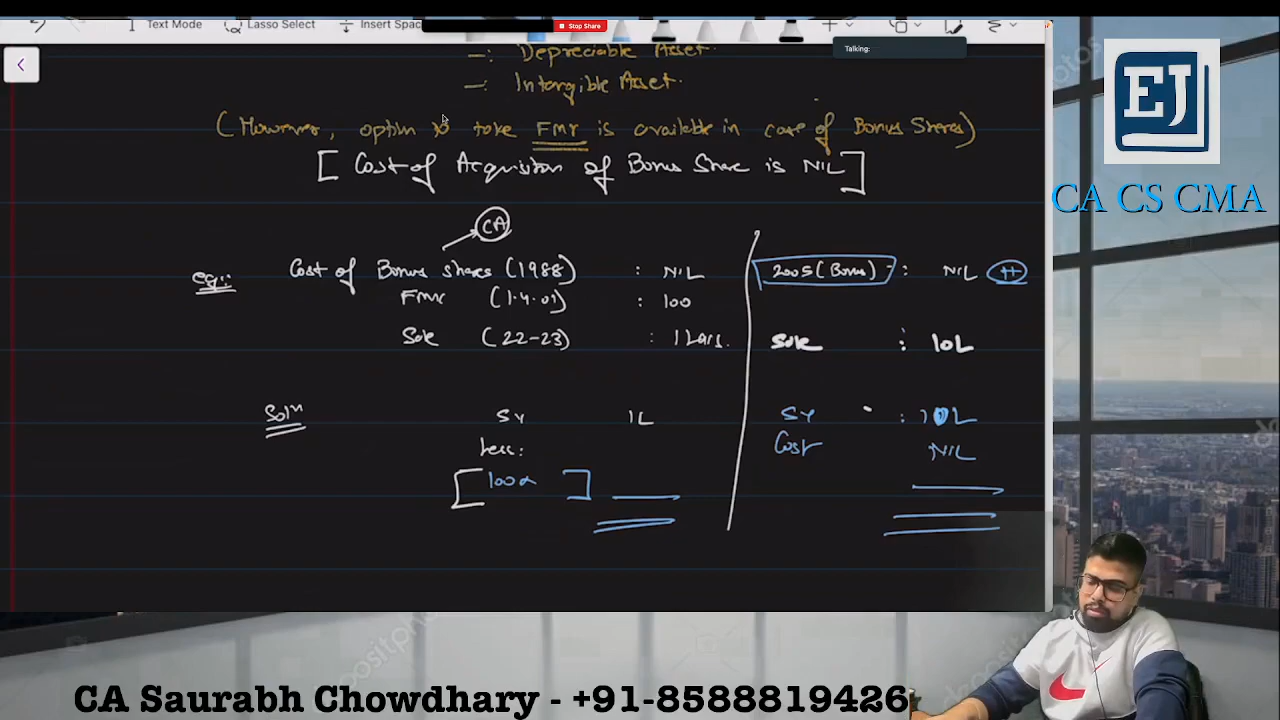 Text Mode Lasso Select Insert Spac
Stop Share
Talking:
—: Depreciable Asset.
—: Intangible Asset.
(However, option to take FMV is available in case of Bonus Shares)
[Cost of Acquisition of Bonus Share is NIL]
CA
eg:: Cost of Bonus shares (1988) : NIL
FMV (1.4.01) : 100
Sale (22-23) : 1 Lacs.
Soln SV 1L
Less:
[100x ]
2005 (Bonus) : NIL
Sale : 10L
SV : 10L
Cost NIL
EJ
CA CS CMA
CA Saurabh Chowdhary - +91-8588819426